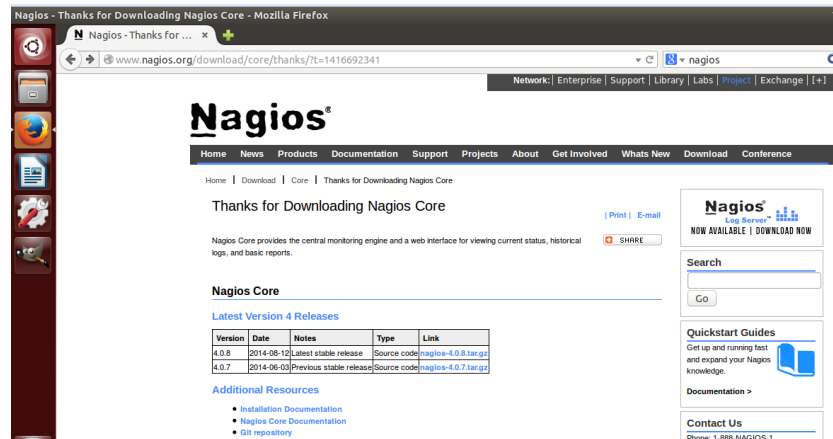 Nagios - Thanks for Downloading Nagios Core - Mozilla Firefox
N Nagios - Thanks for ... ×
www.nagios.org/download/core/thanks/?t=1416692341
nagios
Network: | Enterprise | Support | Library | Labs | Project | Exchange | [+]
Nagios®
Home News Products Documentation Support Projects About Get Involved Whats New Download Conference
Home | Download | Core | Thanks for Downloading Nagios Core
Thanks for Downloading Nagios Core
| Print | E-mail
SHARE
Nagios Core provides the central monitoring engine and a web interface for viewing current status, historical
logs, and basic reports.
Nagios Core
Latest Version 4 Releases
Version Date Notes Type Link
4.0.8 2014-08-12 Latest stable release Source code nagios-4.0.8.tar.gz
4.0.7 2014-06-03 Previous stable release Source code nagios-4.0.7.tar.gz
Additional Resources
Installation Documentation
Nagios Core Documentation
Git repository
Nagios®
Log Server™
NOW AVAILABLE | DOWNLOAD NOW
Search
Go
Quickstart Guides
Get up and running fast
and expand your Nagios
knowledge.
Documentation >
Contact Us
Phone: 1-888-NAGIOS-1